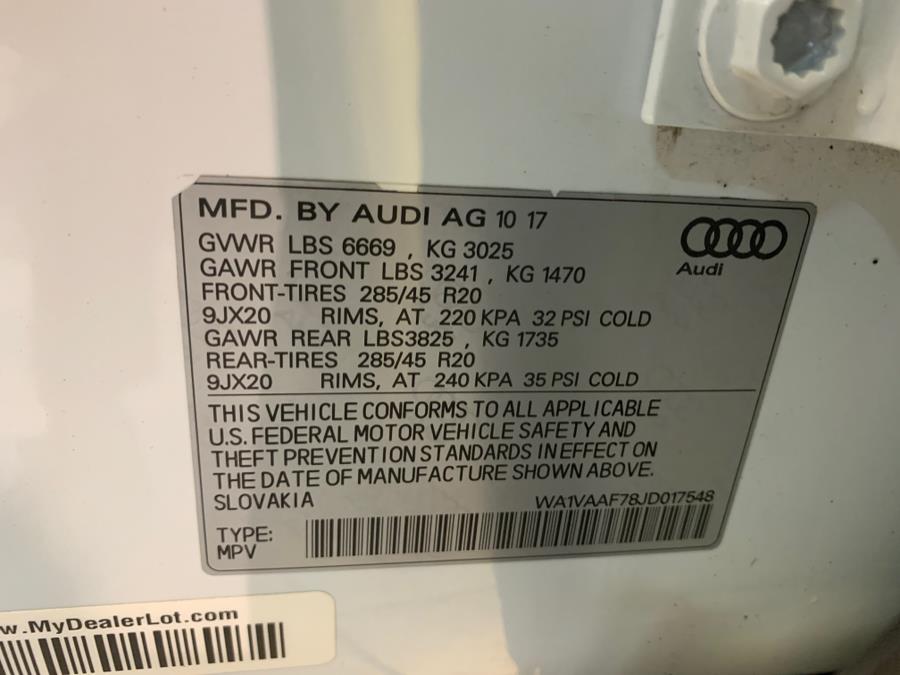 MFD. BY AUDI AG 10 17
GVWR LBS 6669 , KG 3025
GAWR FRONT LBS 3241 , KG 1470
FRONT-TIRES 285/45 R20
9JX20 RIMS, AT 220 KPA 32 PSI COLD
GAWR REAR LBS3825 , KG 1735
REAR-TIRES 285/45 R20
9JX20 RIMS, AT 240 KPA 35 PSI COLD
Audi
THIS VEHICLE CONFORMS TO ALL APPLICABLE
U.S. FEDERAL MOTOR VEHICLE SAFETY AND
THEFT PREVENTION STANDARDS IN EFFECT ON
THE DATE OF MANUFACTURE SHOWN ABOVE.
SLOVAKIA WA1VAAF78JD017548
TYPE:
MPV
w.MyDealerLot.com